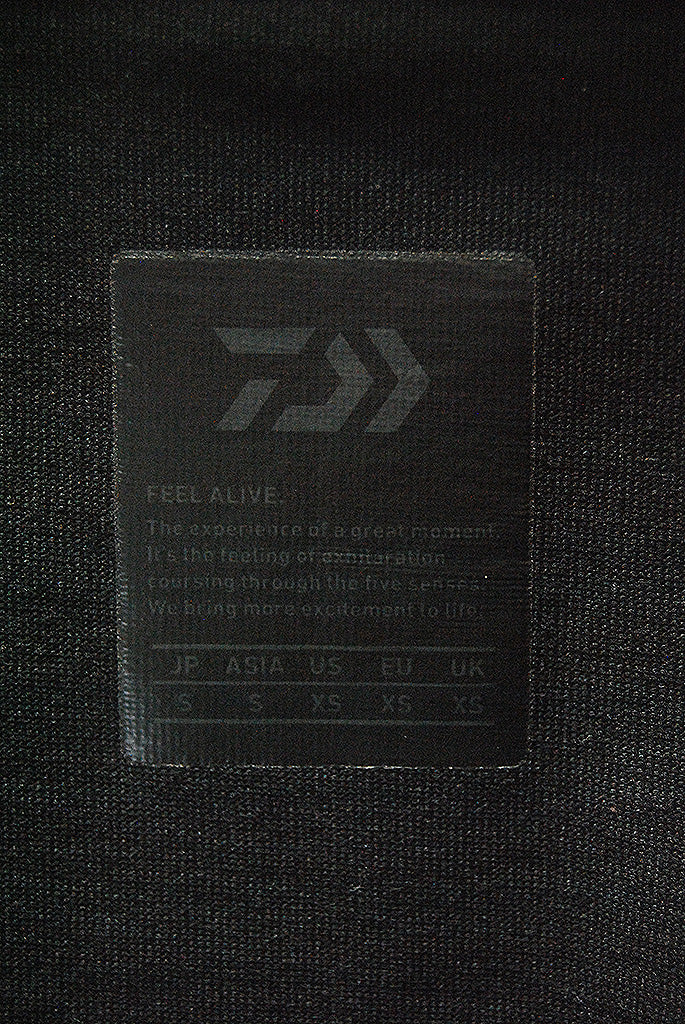 FEEL ALIVE.
The experience of a great moment.
It's the feeling of exhilaration
coursing through the five senses.
We bring more excitement to life.
JP ASIA US EU UK
S S XS XS XS